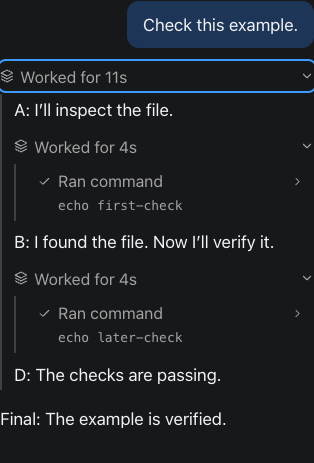 Check this example.
Worked for 11s
A: I’ll inspect the file.
Worked for 4s
Ran command
echo first-check
B: I found the file. Now I’ll verify it.
Worked for 4s
Ran command
echo later-check
D: The checks are passing.
Final: The example is verified.